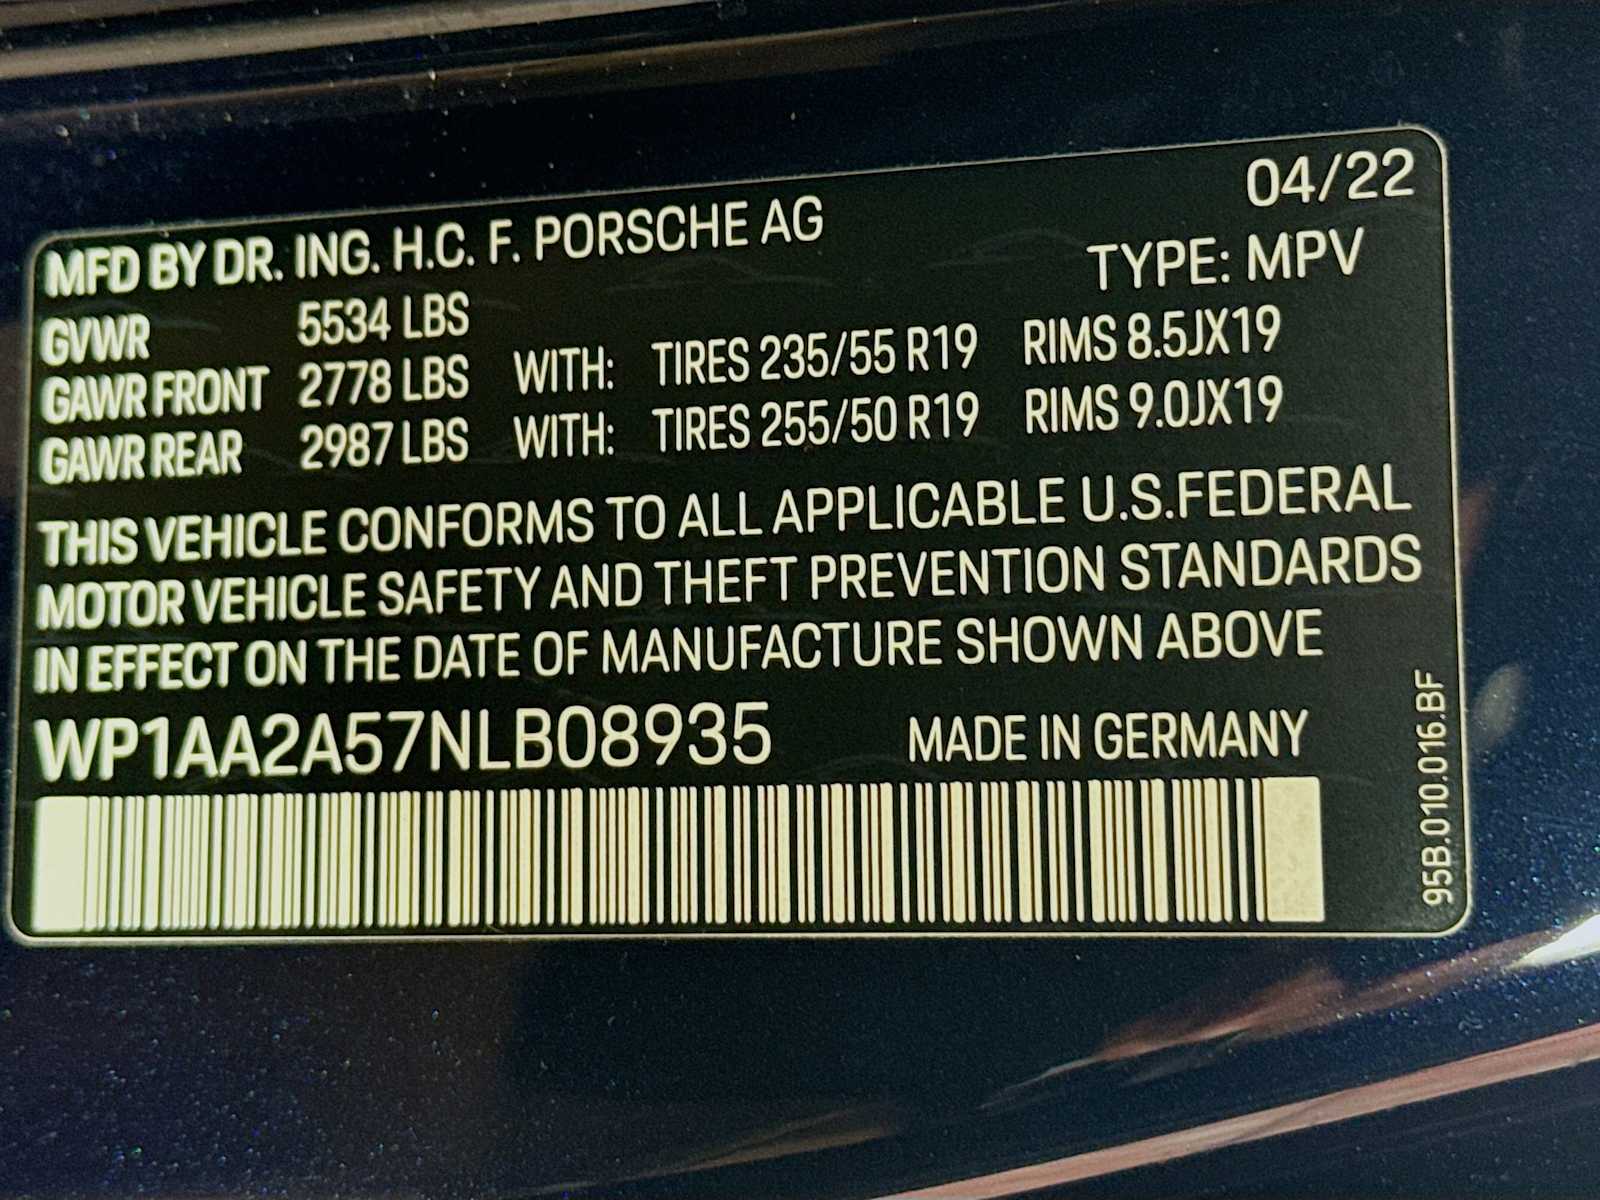 04/22
MFD BY DR. ING. H.C. F. PORSCHE AG
TYPE: MPV
GVWR 5534 LBS
GAWR FRONT 2778 LBS WITH: TIRES 235/55 R19 RIMS 8.5JX19
GAWR REAR 2987 LBS WITH: TIRES 255/50 R19 RIMS 9.0JX19
THIS VEHICLE CONFORMS TO ALL APPLICABLE U.S.FEDERAL
MOTOR VEHICLE SAFETY AND THEFT PREVENTION STANDARDS
IN EFFECT ON THE DATE OF MANUFACTURE SHOWN ABOVE
WP1AA2A57NLB08935 MADE IN GERMANY
95B.010.016.BF